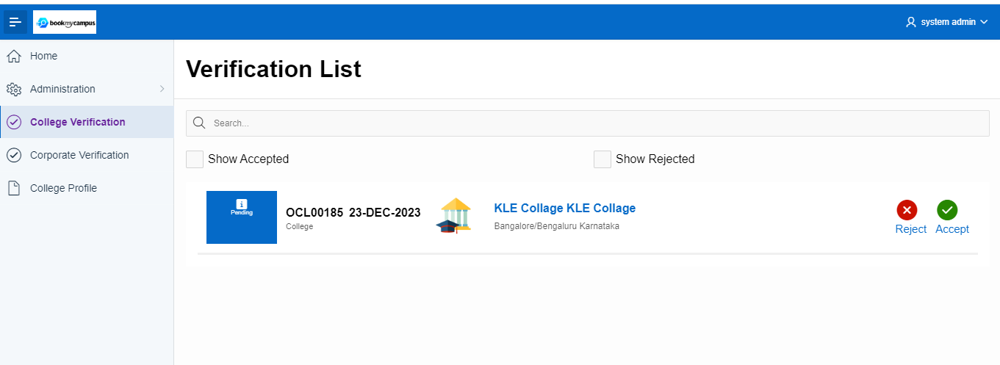 bookmycampus
system admin
Home
Administration
College Verification
Corporate Verification
College Profile
Verification List
Search...
Show Accepted
Show Rejected
Pending
OCL00185 23-DEC-2023
College
KLE Collage KLE Collage
Bangalore/Bengaluru Karnataka
Reject
Accept